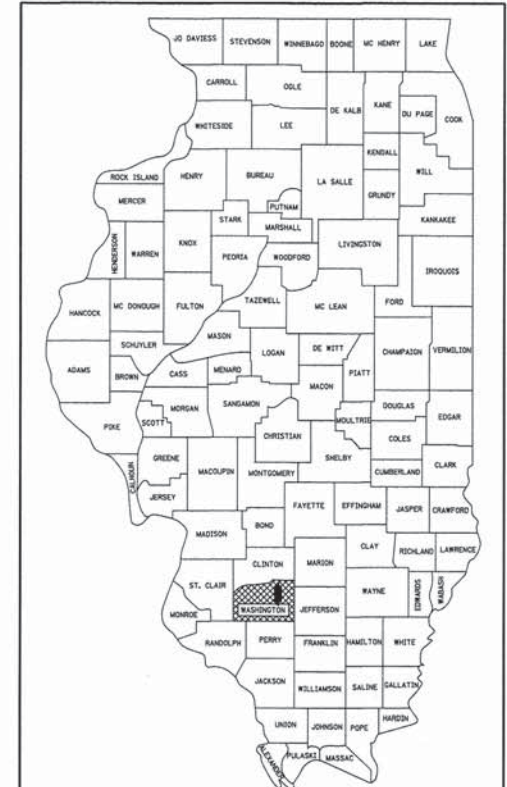 JO DAVIESS STEVENSON WINNEBAGO BOONE MC HENRY LAKE
CARROLL OGLE
DE KALB KANE DU PAGE COOK
WHITESIDE LEE
KENDALL WILL
ROCK ISLAND HENRY BUREAU LA SALLE GRUNDY
MERCER PUTNAM
STARK MARSHALL KANKAKEE
HENDERSON WARREN KNOX PEORIA WOODFORD LIVINGSTON IROQUOIS
HANCOCK MC DONOUGH FULTON TAZEWELL MC LEAN FORD
SCHUYLER MASON
ADAMS BROWN CASS MENARD LOGAN DE WITT PIATT CHAMPAIGN VERMILION
PIKE SCOTT MORGAN SANGAMON MACON MOULTRIE DOUGLAS EDGAR
CHRISTIAN COLES
CALHOUN GREENE MACOUPIN MONTGOMERY SHELBY CUMBERLAND CLARK
JERSEY
MADISON BOND FAYETTE EFFINGHAM JASPER CRAWFORD
CLINTON MARION CLAY RICHLAND LAWRENCE
ST. CLAIR WASHINGTON JEFFERSON WAYNE EDWARDS WABASH
MONROE
RANDOLPH PERRY FRANKLIN HAMILTON WHITE
JACKSON WILLIAMSON SALINE GALLATIN
UNION JOHNSON POPE HARDIN
ALEXANDER PULASKI MASSAC